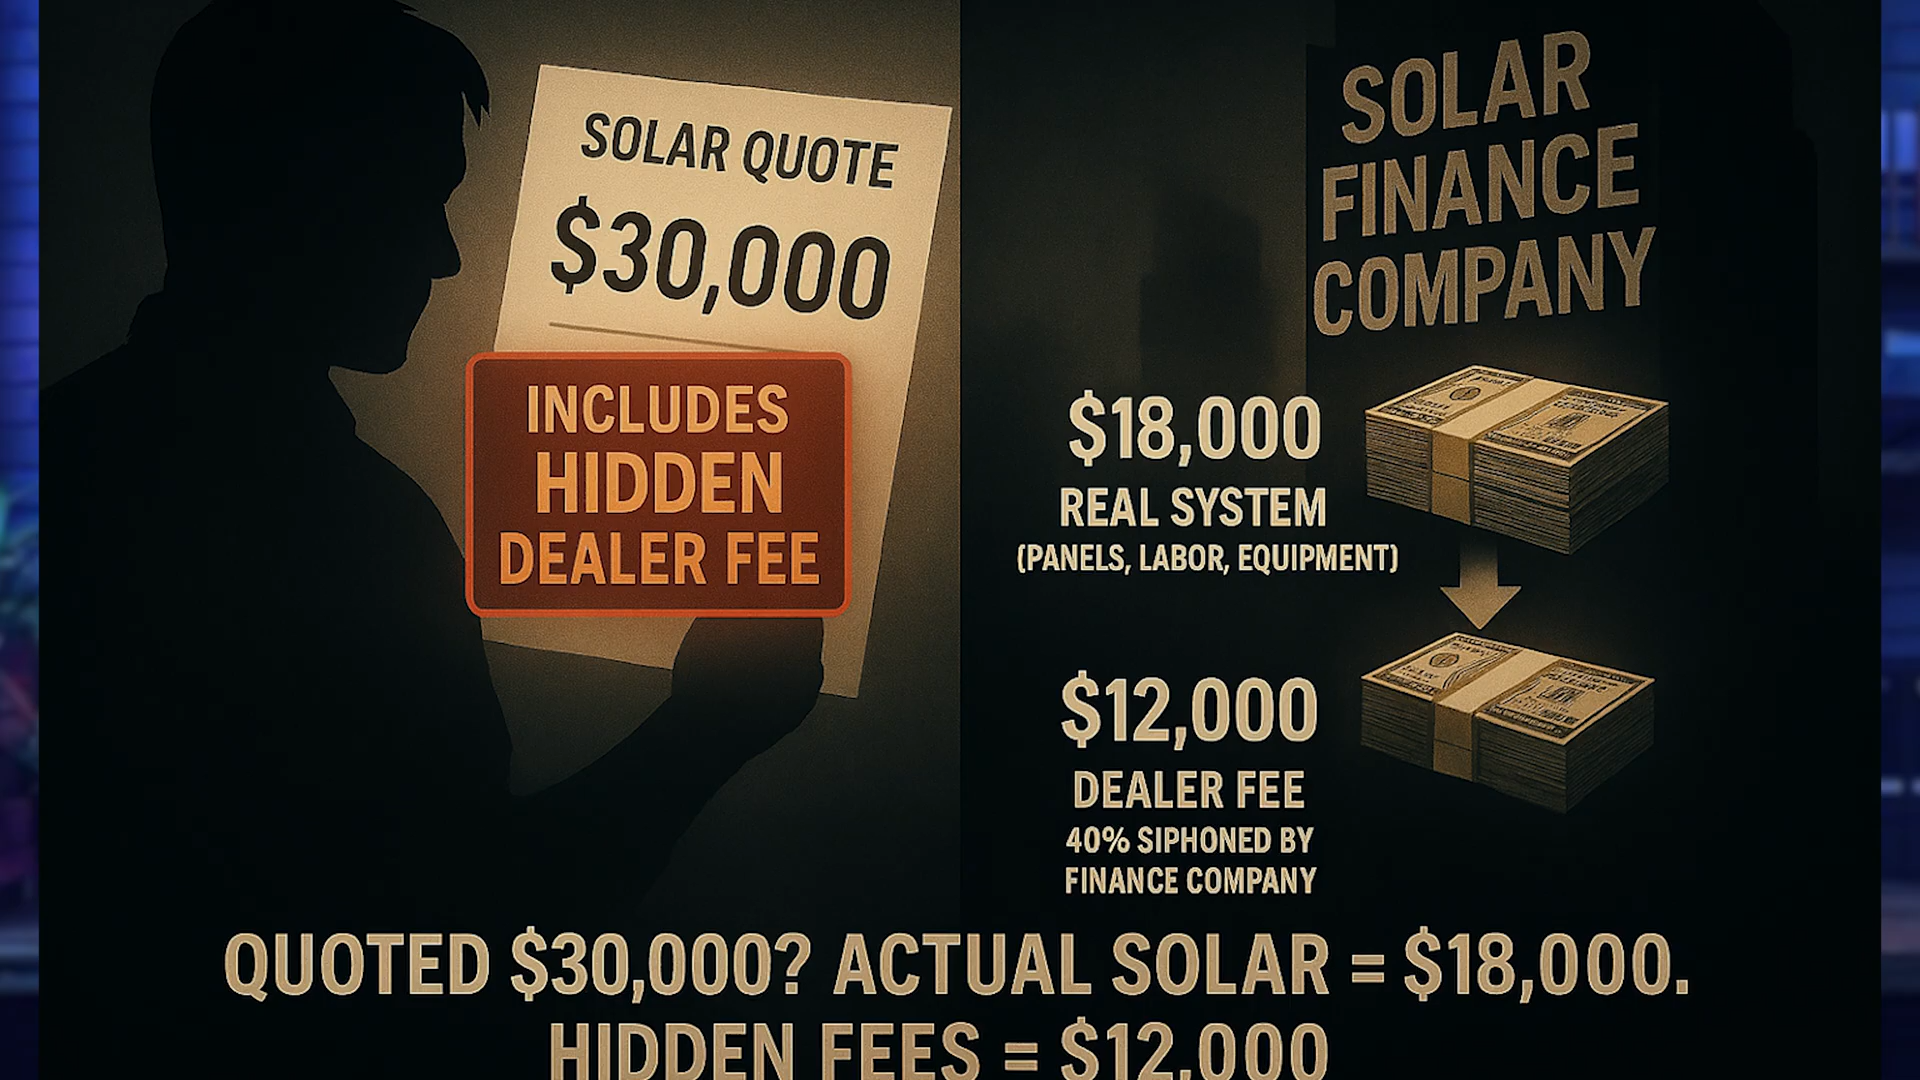 SOLAR QUOTE
$30,000
INCLUDES
HIDDEN
DEALER FEE
SOLAR
FINANCE
COMPANY
$18,000
REAL SYSTEM
(PANELS, LABOR, EQUIPMENT)
$12,000
DEALER FEE
40% SIPHONED BY
FINANCE COMPANY
QUOTED $30,000? ACTUAL SOLAR = $18,000.
HIDDEN FEES = $12,000